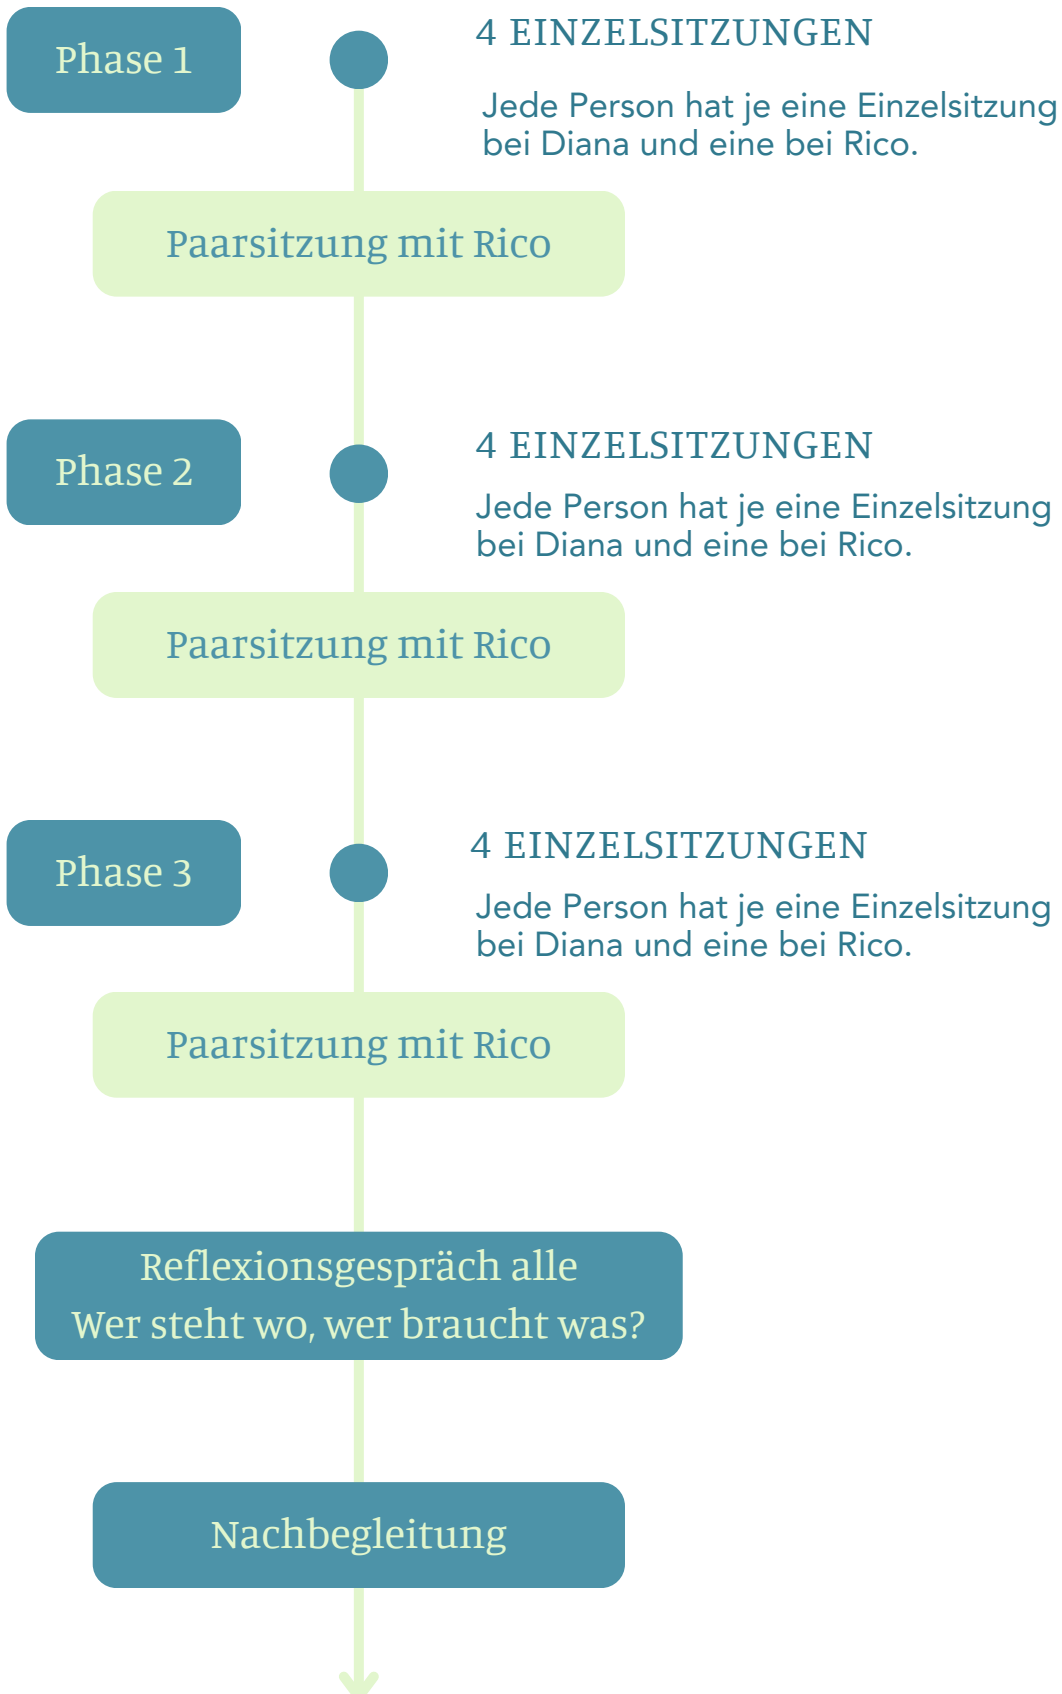 Phase 1
4 EINZELSITZUNGEN
Jede Person hat je eine Einzelsitzung
bei Diana und eine bei Rico.
Paarsitzung mit Rico
Phase 2
4 EINZELSITZUNGEN
Jede Person hat je eine Einzelsitzung
bei Diana und eine bei Rico.
Paarsitzung mit Rico
Phase 3
4 EINZELSITZUNGEN
Jede Person hat je eine Einzelsitzung
bei Diana und eine bei Rico.
Paarsitzung mit Rico
Reflexionsgespräch alle
Wer steht wo, wer braucht was?
Nachbegleitung